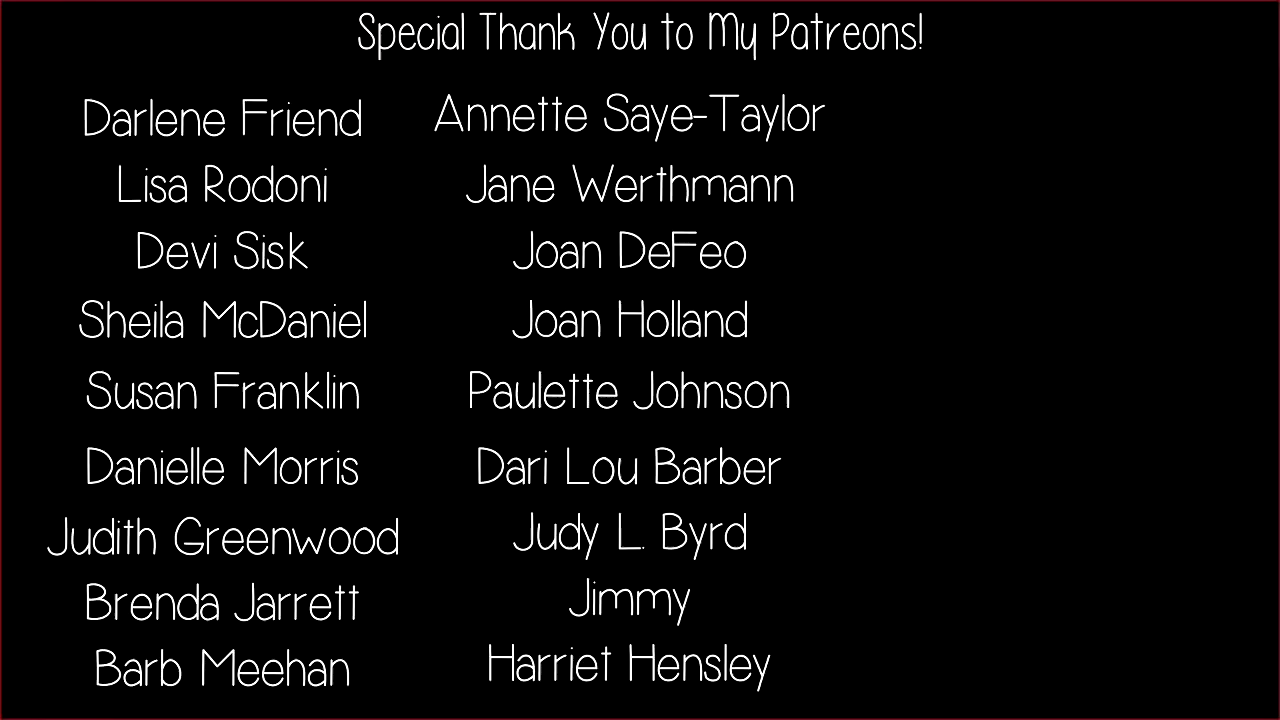 Special Thank You to My Patreons!
Darlene Friend
Lisa Rodoni
Devi Sisk
Sheila McDaniel
Susan Franklin
Danielle Morris
Judith Greenwood
Brenda Jarrett
Barb Meehan
Annette Saye-Taylor
Jane Werthmann
Joan DeFeo
Joan Holland
Paulette Johnson
Dari Lou Barber
Judy L. Byrd
Jimmy
Harriet Hensley